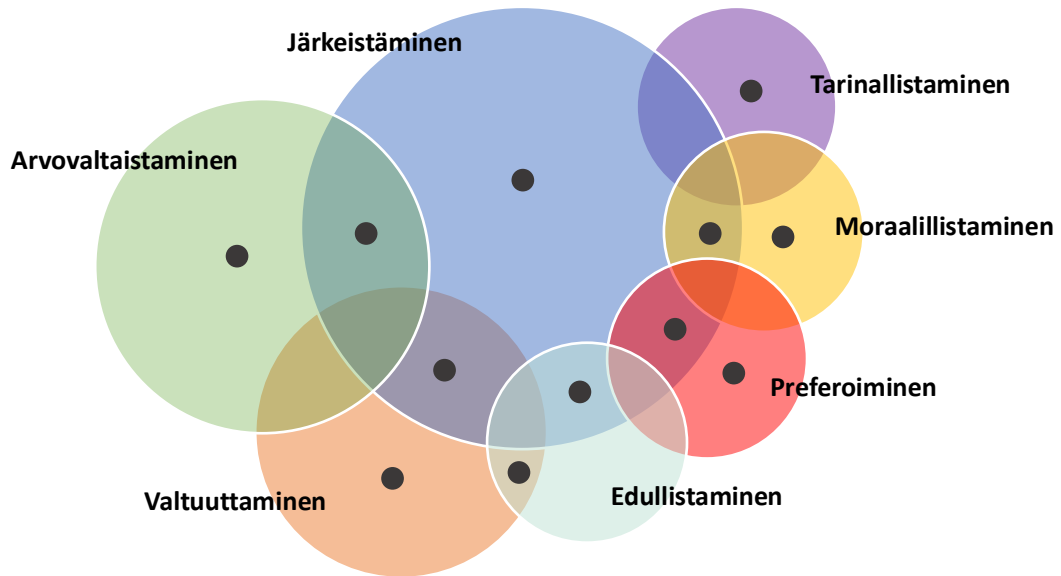 Järkeistäminen
Tarinallistaminen
Arvovaltaistaminen
Moraalillistaminen
Preferoiminen
Valtuuttaminen
Edullistaminen